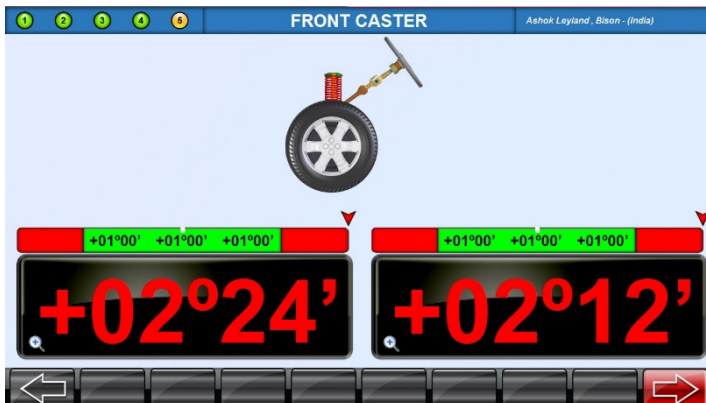 1 2 3 4 5 FRONT CASTER Ashok Leyland , Bison - (India)
+01º00’ +01º00’ +01º00’ +01º00’ +01º00’ +01º00’
+02º24’ +02º12’